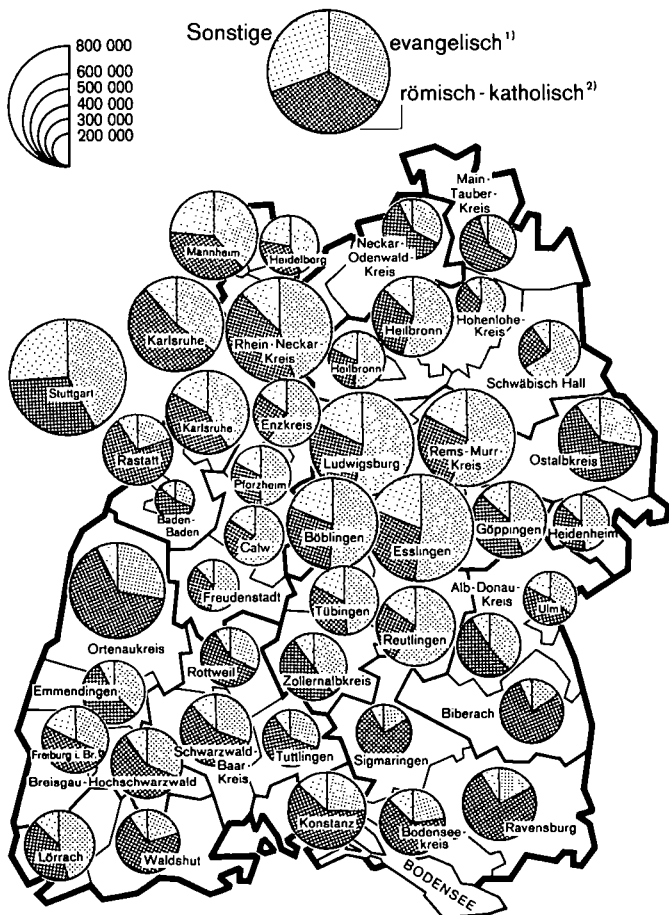 800 000
600 000
500 000
400 000
300 000
200 000
Sonstige
evangelisch¹⁾
römisch-katholisch²⁾
Main-
Tauber-
Kreis
Neckar-
Odenwald-
Kreis
Mannheim
Heidelberg
Karlsruhe
Rhein-Neckar-
Kreis
Heilbronn
Hohenlohe-
Kreis
Heilbronn
Schwäbisch Hall
Stuttgart
Karlsruhe
Enzkreis
Rastatt
Pforzheim
Ludwigsburg
Rems-Murr-
Kreis
Ostalbkreis
Baden-
Baden
Calw
Böblingen
Esslingen
Göppingen
Heidenheim
Freudenstadt
Tübingen
Reutlingen
Alb-Donau-
Kreis
Ulm
Ortenaukreis
Rottweil
Zollernalbkreis
Emmendingen
Biberach
Freiburg i. Br.
Schwarzwald-
Baar-
Kreis
Tuttlingen
Sigmaringen
Breisgau-Hochschwarzwald
Konstanz
Bodensee-
kreis
Ravensburg
Lörrach
Waldshut
BODENSEE